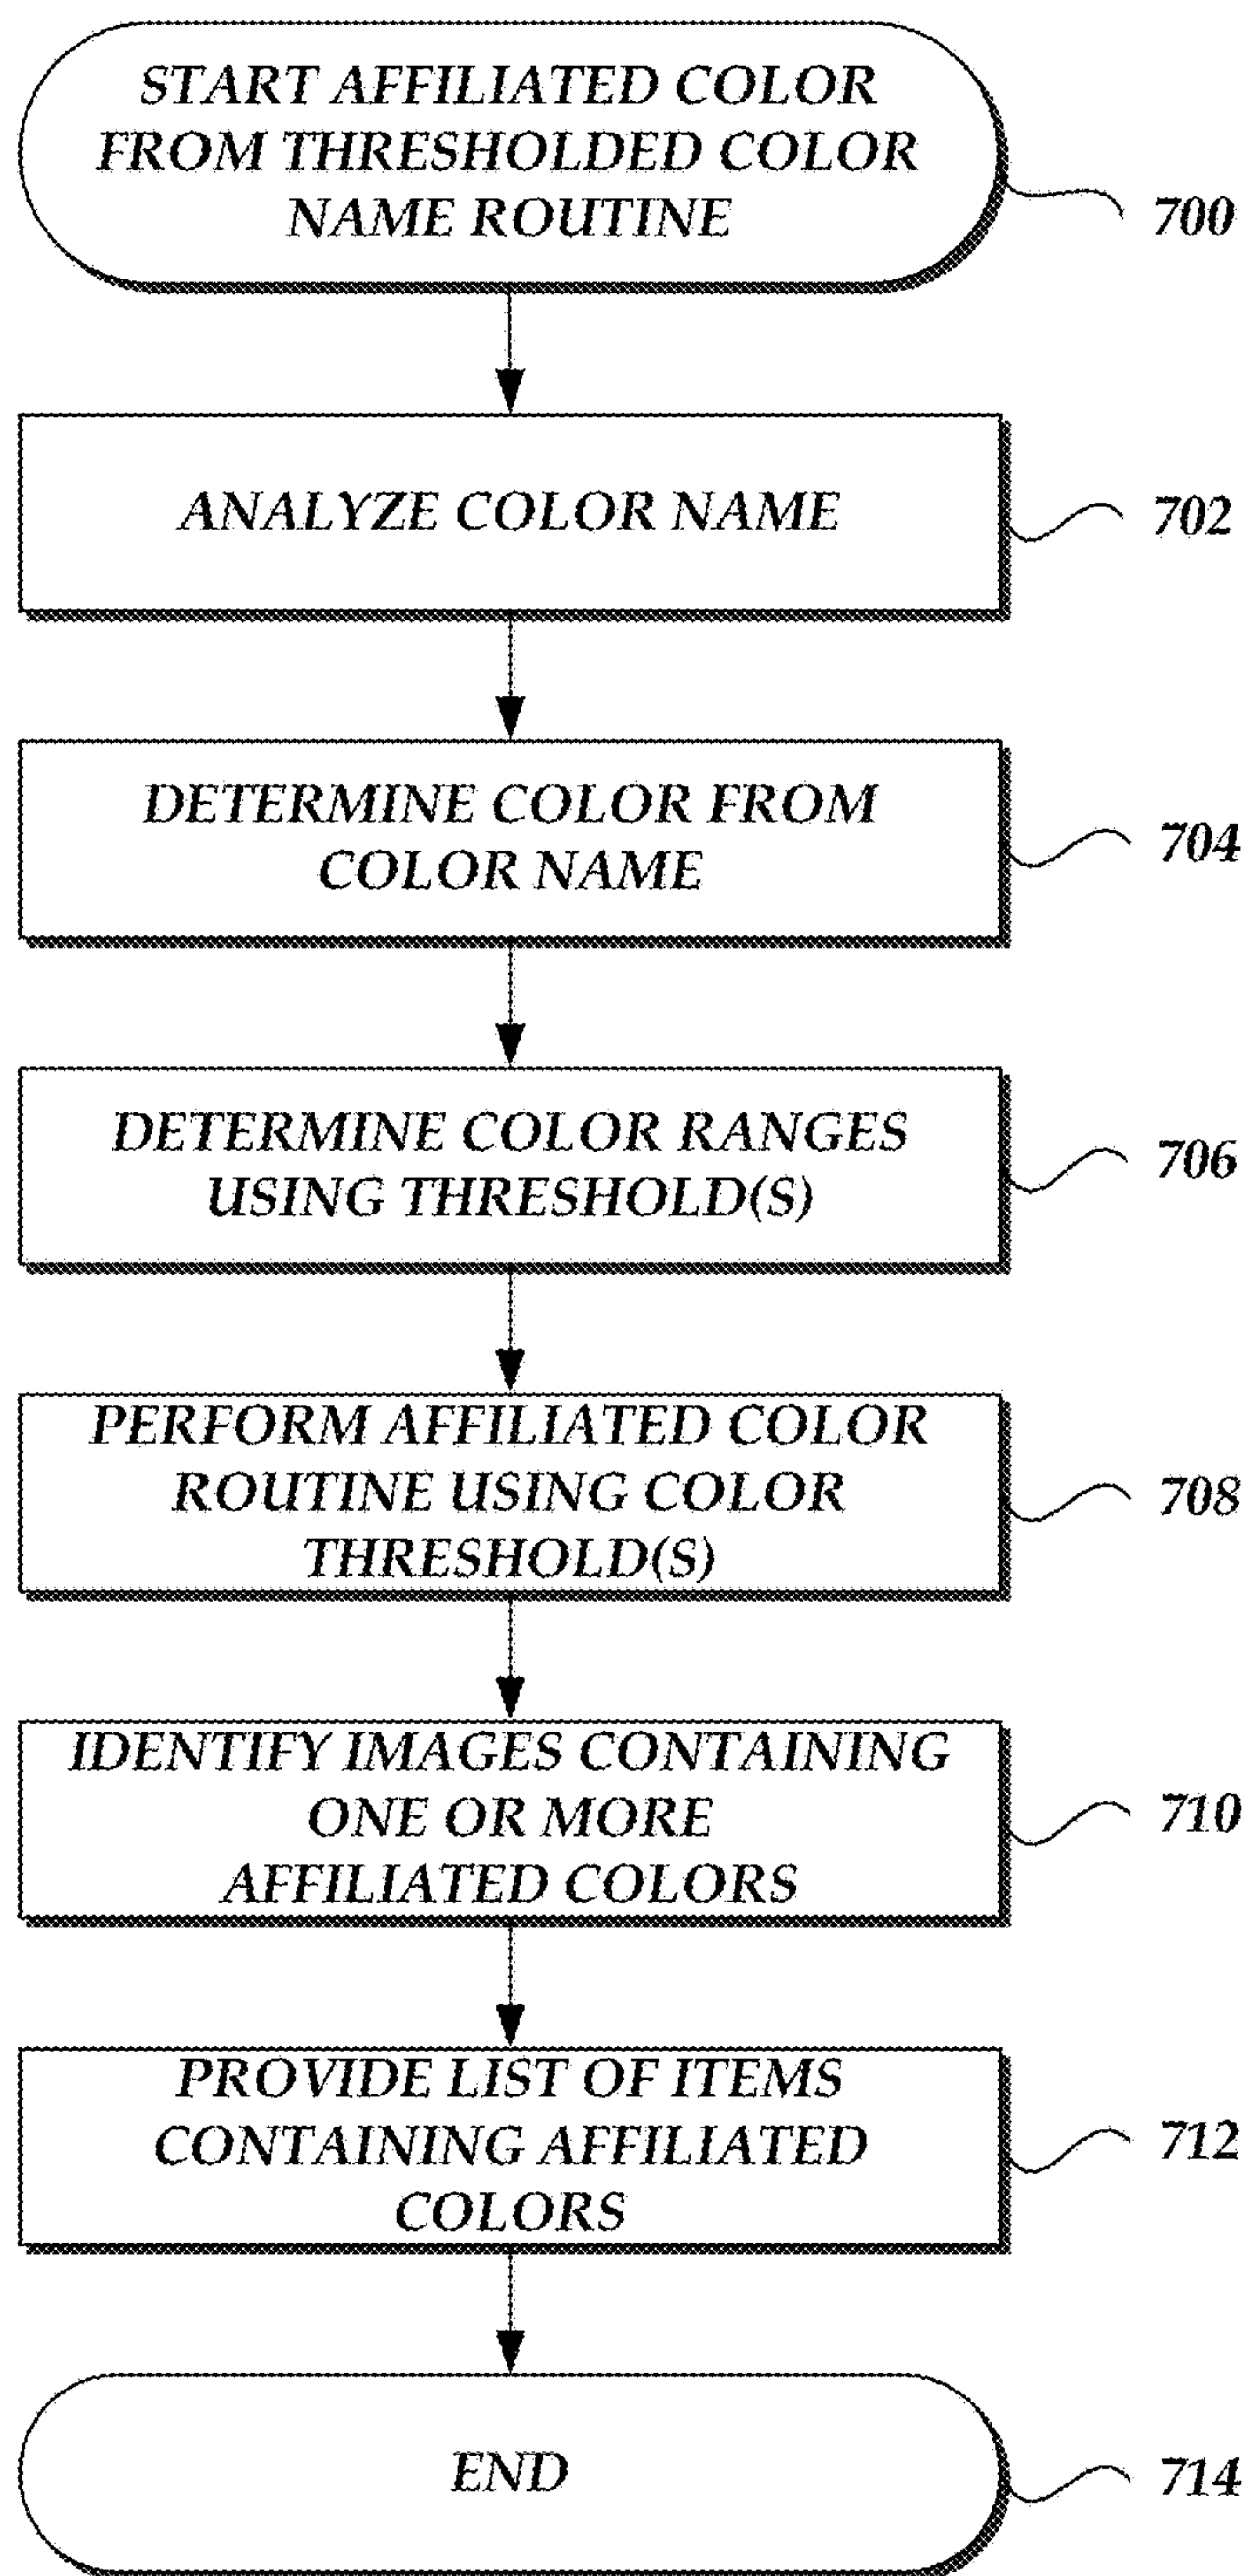 START AFFILIATED COLOR
FROM THRESHOLDED COLOR
NAME ROUTINE
700
ANALYZE COLOR NAME
702
DETERMINE COLOR FROM
COLOR NAME
704
DETERMINE COLOR RANGES
USING THRESHOLD(S)
706
PERFORM AFFILIATED COLOR
ROUTINE USING COLOR
THRESHOLD(S)
708
IDENTIFY IMAGES CONTAINING
ONE OR MORE
AFFILIATED COLORS
710
PROVIDE LIST OF ITEMS
CONTAINING AFFILIATED
COLORS
712
END
714